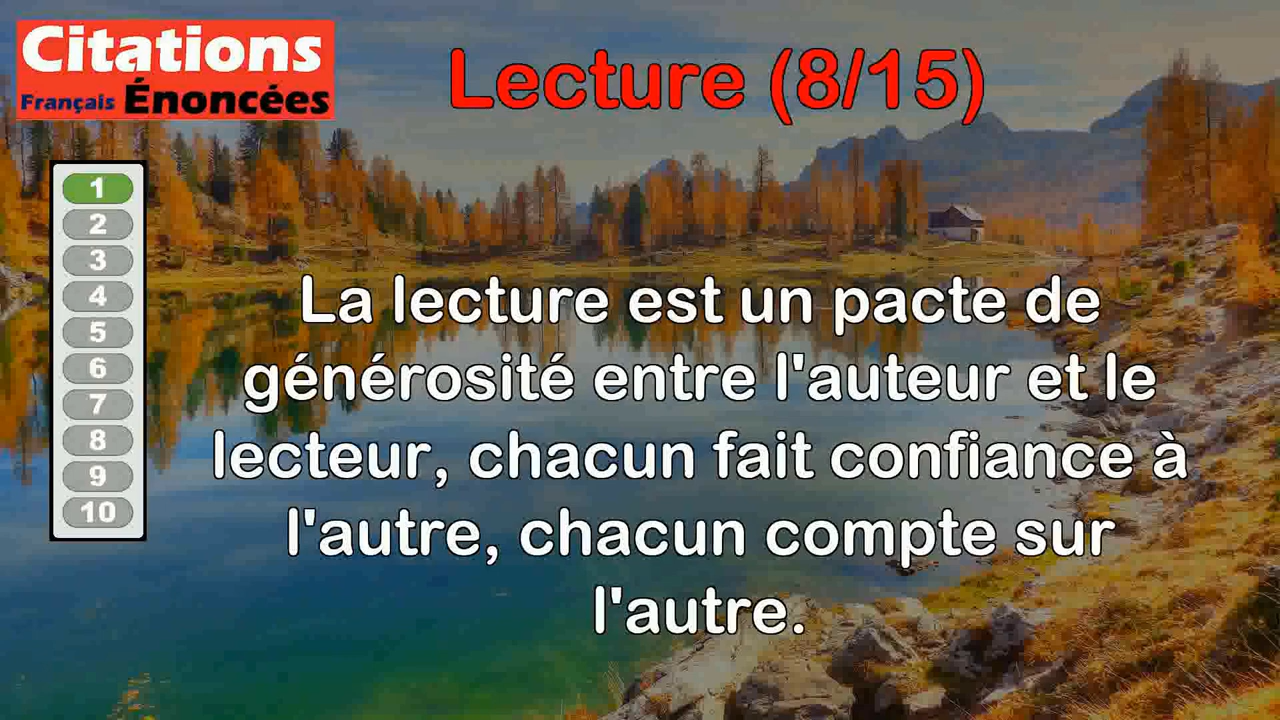 Citations
Français Énoncées
Lecture (8/15)
1
2
3
4
5
6
7
8
9
10
La lecture est un pacte de
générosité entre l'auteur et le
lecteur, chacun fait confiance à
l'autre, chacun compte sur
l'autre.